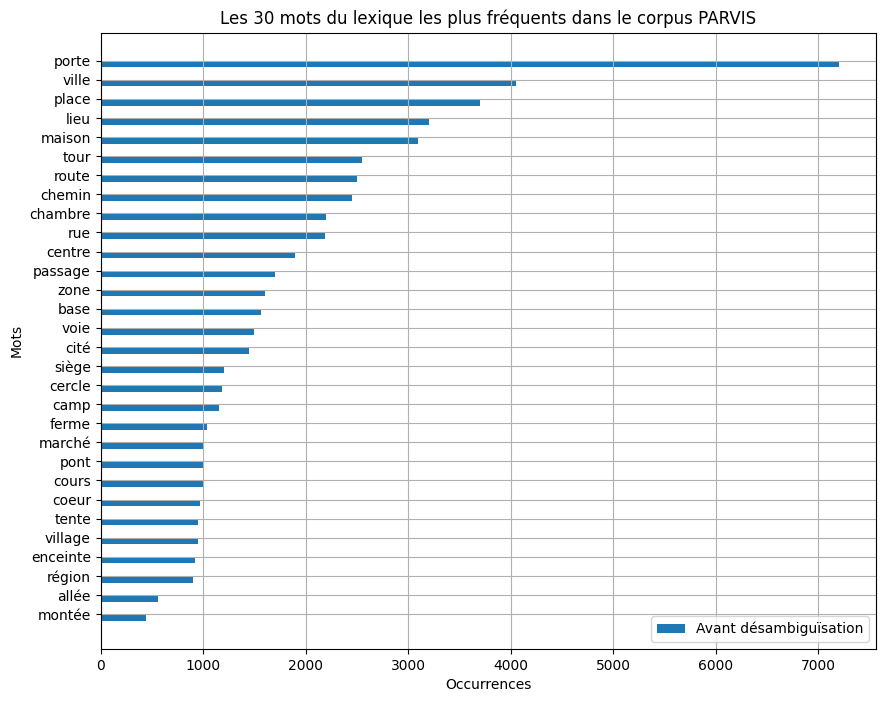 Les 30 mots du lexique les plus fréquents dans le corpus PARVIS
porte
ville
place
lieu
maison
tour
route
chemin
chambre
rue
centre
passage
zone
base
voie
cité
siège
cercle
camp
ferme
marché
pont
cours
coeur
tente
village
enceinte
région
allée
montée
Mots
Avant désambiguïsation
0 1000 2000 3000 4000 5000 6000 7000
Occurrences